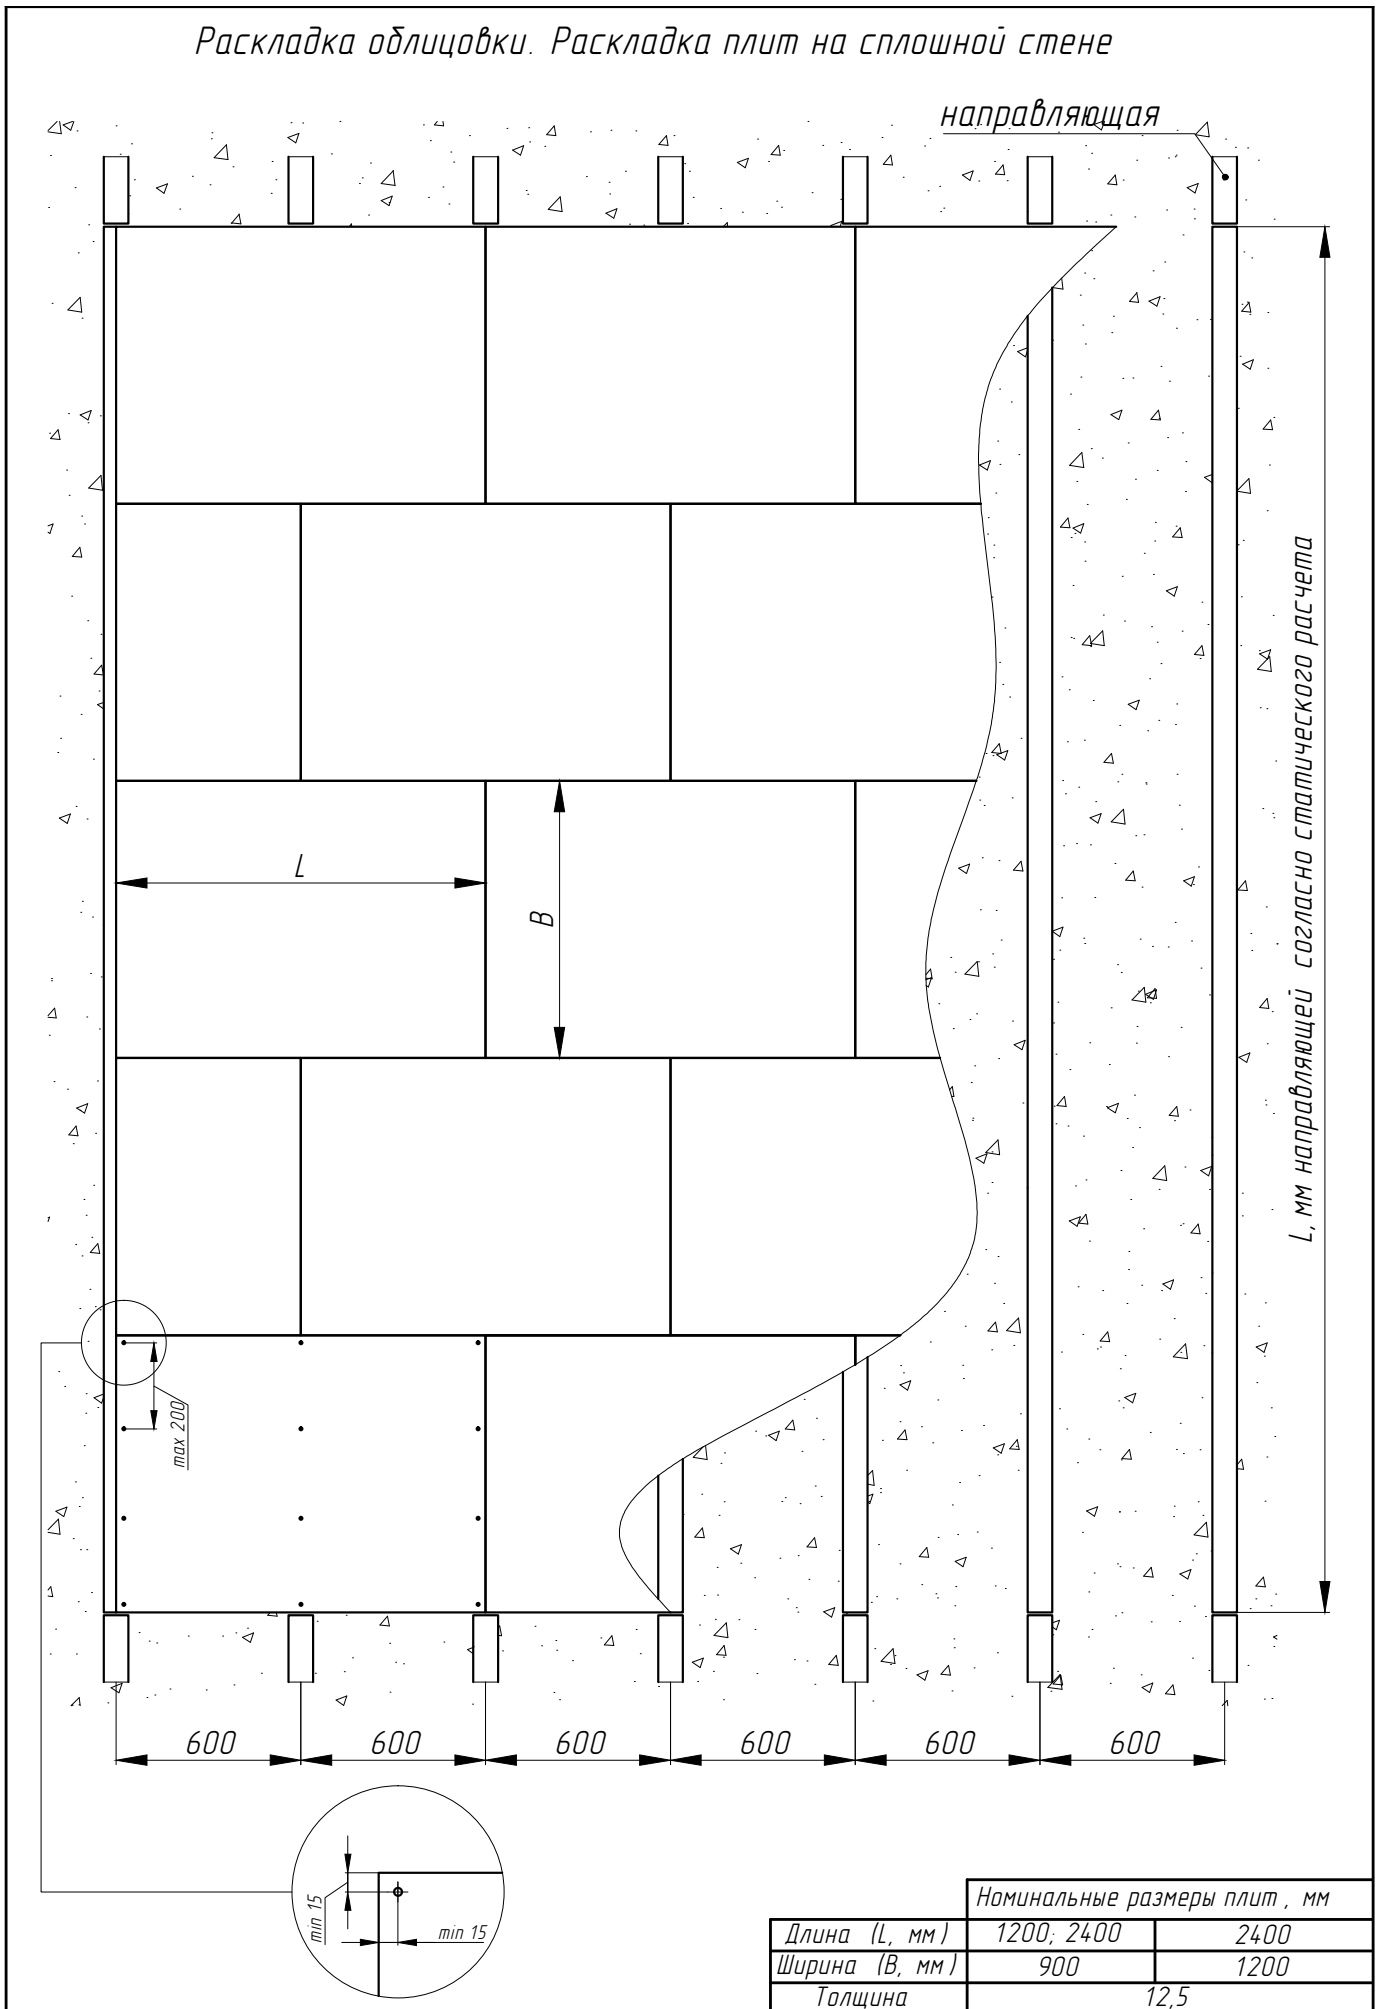 Раскладка облицовки. Раскладка плит на сплошной стене
направляющая
L, мм направляющей согласно статического расчета
L
B
max 200
600 600 600 600 600 600
min 15
min 15
Номинальные размеры плит, мм
Длина (L, мм) 1200; 2400 2400
Ширина (B, мм) 900 1200
Толщина 12,5